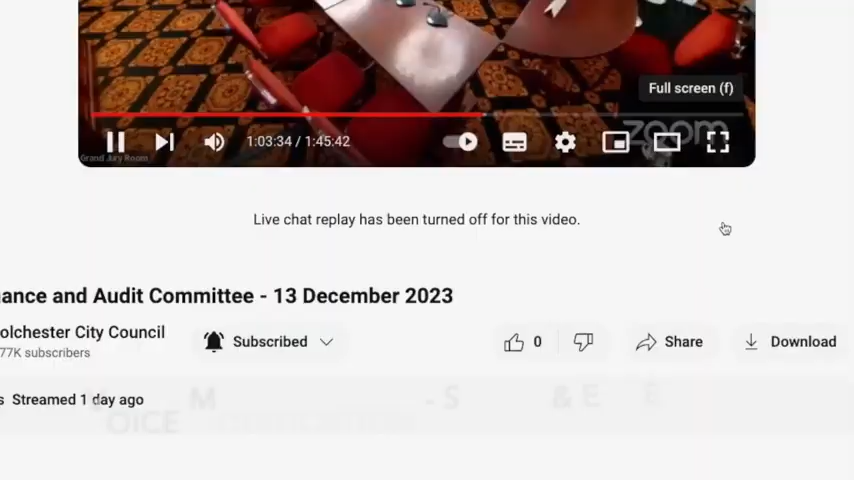 Full screen (f)
zoom
1:03:34 / 1:45:42
Grand Jury Room
Live chat replay has been turned off for this video.
ance and Audit Committee - 13 December 2023
olchester City Council
Subscribed
0
Share
Download
77K subscribers
s Streamed 1 day ago
M - S & E E
OICE